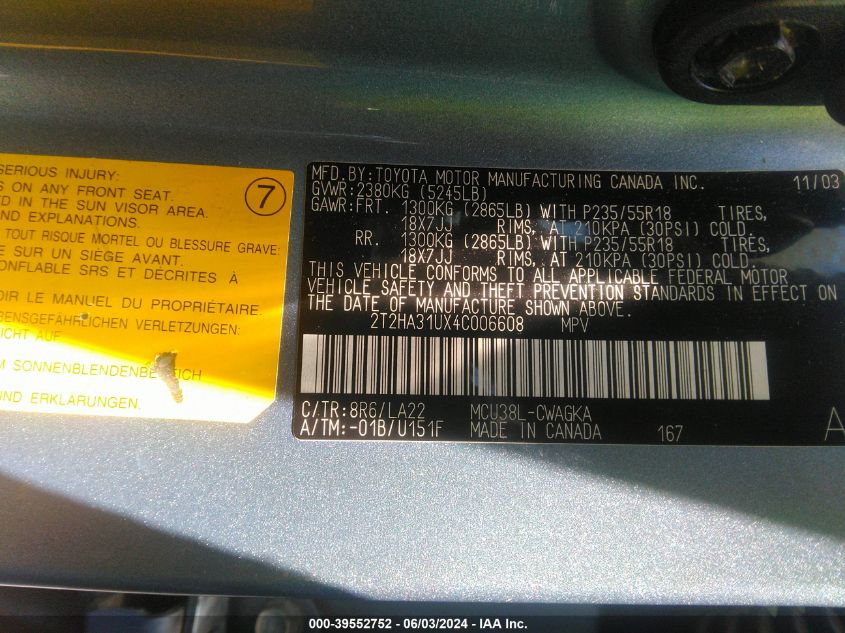 SERIOUS INJURY:
S ON ANY FRONT SEAT.
ED IN THE SUN VISOR AREA.
AND EXPLANATIONS.
TOUT RISQUE MORTEL OU BLESSURE GRAVE:
E SUR UN SIÈGE AVANT.
ONFLABLE SRS ET DÉCRITES À
OIR LE MANUEL DU PROPRIÉTAIRE.
BENSGEFÄHRLICHEN VERLETZUNGEN:
NICHT AUF
M SONNENBLENDENBEREICH
UND ERKLÄRUNGEN.
7
MFD.BY:TOYOTA MOTOR MANUFACTURING CANADA INC. 11/03
GVWR:2380KG (5245LB)
GAWR:FRT. 1300KG (2865LB) WITH P235/55R18 TIRES,
18X7JJ RIMS, AT 210KPA (30PSI) COLD.
RR. 1300KG (2865LB) WITH P235/55R18 TIRES,
18X7JJ RIMS, AT 210KPA (30PSI) COLD.
THIS VEHICLE CONFORMS TO ALL APPLICABLE FEDERAL MOTOR
VEHICLE SAFETY AND THEFT PREVENTION STANDARDS IN EFFECT ON
THE DATE OF MANUFACTURE SHOWN ABOVE.
2T2HA31UX4C006608 MPV
C/TR:8R6/LA22 MCU38L-CWAGKA
A/TM:-01B/U151F MADE IN CANADA 167 A
000-39552752 - 06/03/2024 - IAA Inc.